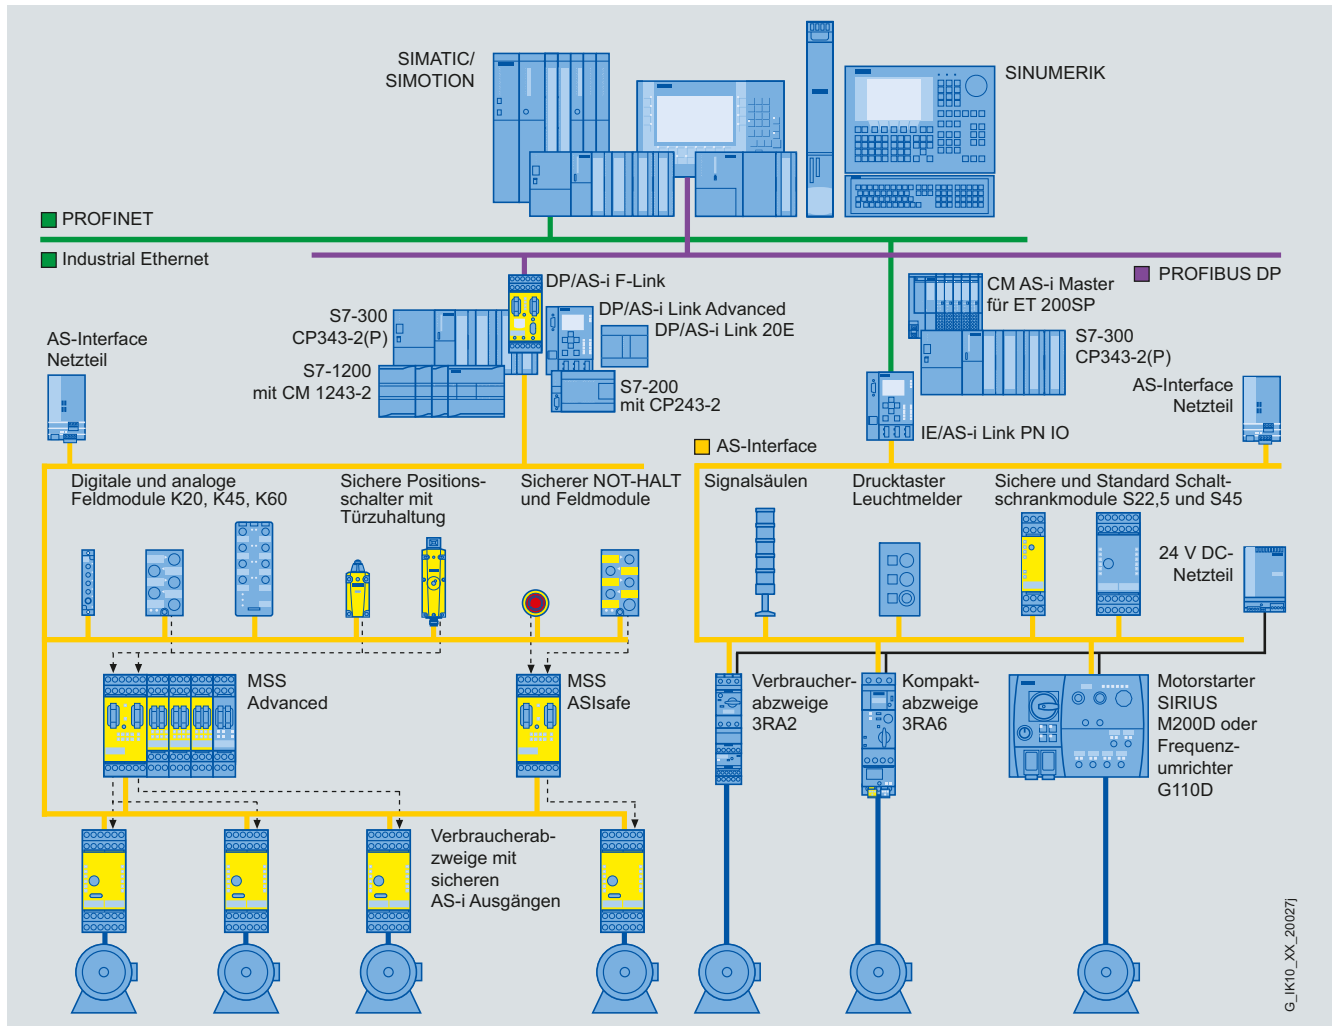 SIMATIC/
SIMOTION
SINUMERIK
PROFINET
Industrial Ethernet
PROFIBUS DP
DP/AS-i F-Link
CM AS-i Master
für ET 200SP
S7-300
CP343-2(P)
DP/AS-i Link Advanced
DP/AS-i Link 20E
S7-300
CP343-2(P)
AS-Interface
Netzteil
S7-1200
mit CM 1243-2
S7-200
mit CP243-2
AS-Interface
Netzteil
IE/AS-i Link PN IO
AS-Interface
Digitale und analoge
Feldmodule K20, K45, K60
Sichere Positions-
schalter mit
Türzuhaltung
Sicherer NOT-HALT
und Feldmodule
Signalsäulen
Drucktaster
Leuchtmelder
Sichere und Standard Schalt-
schrankmodule S22,5 und S45
24 V DC-
Netzteil
MSS
Advanced
MSS
ASIsafe
Verbraucher-
abzweige
3RA2
Kompakt-
abzweige
3RA6
Motorstarter
SIRIUS
M200D oder
Frequenz-
umrichter
G110D
Verbraucherab-
zweige mit
sicheren
AS-i Ausgängen
G_IK10_XX_20027j